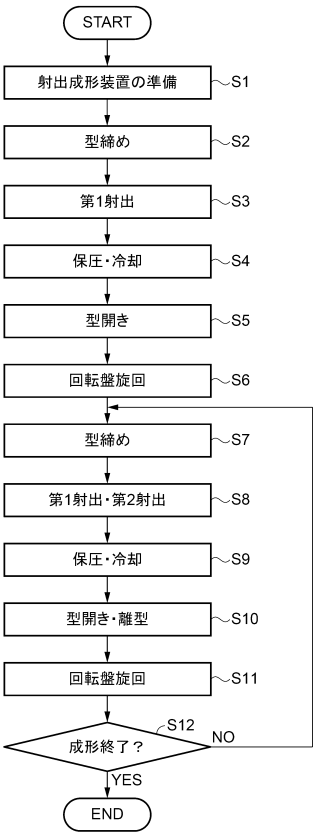 START
射出成形装置の準備 S1
型締め S2
第1射出 S3
保圧・冷却 S4
型開き S5
回転盤旋回 S6
型締め S7
第1射出・第2射出 S8
保圧・冷却 S9
型開き・離型 S10
回転盤旋回 S11
S12
成形終了? NO
YES
END